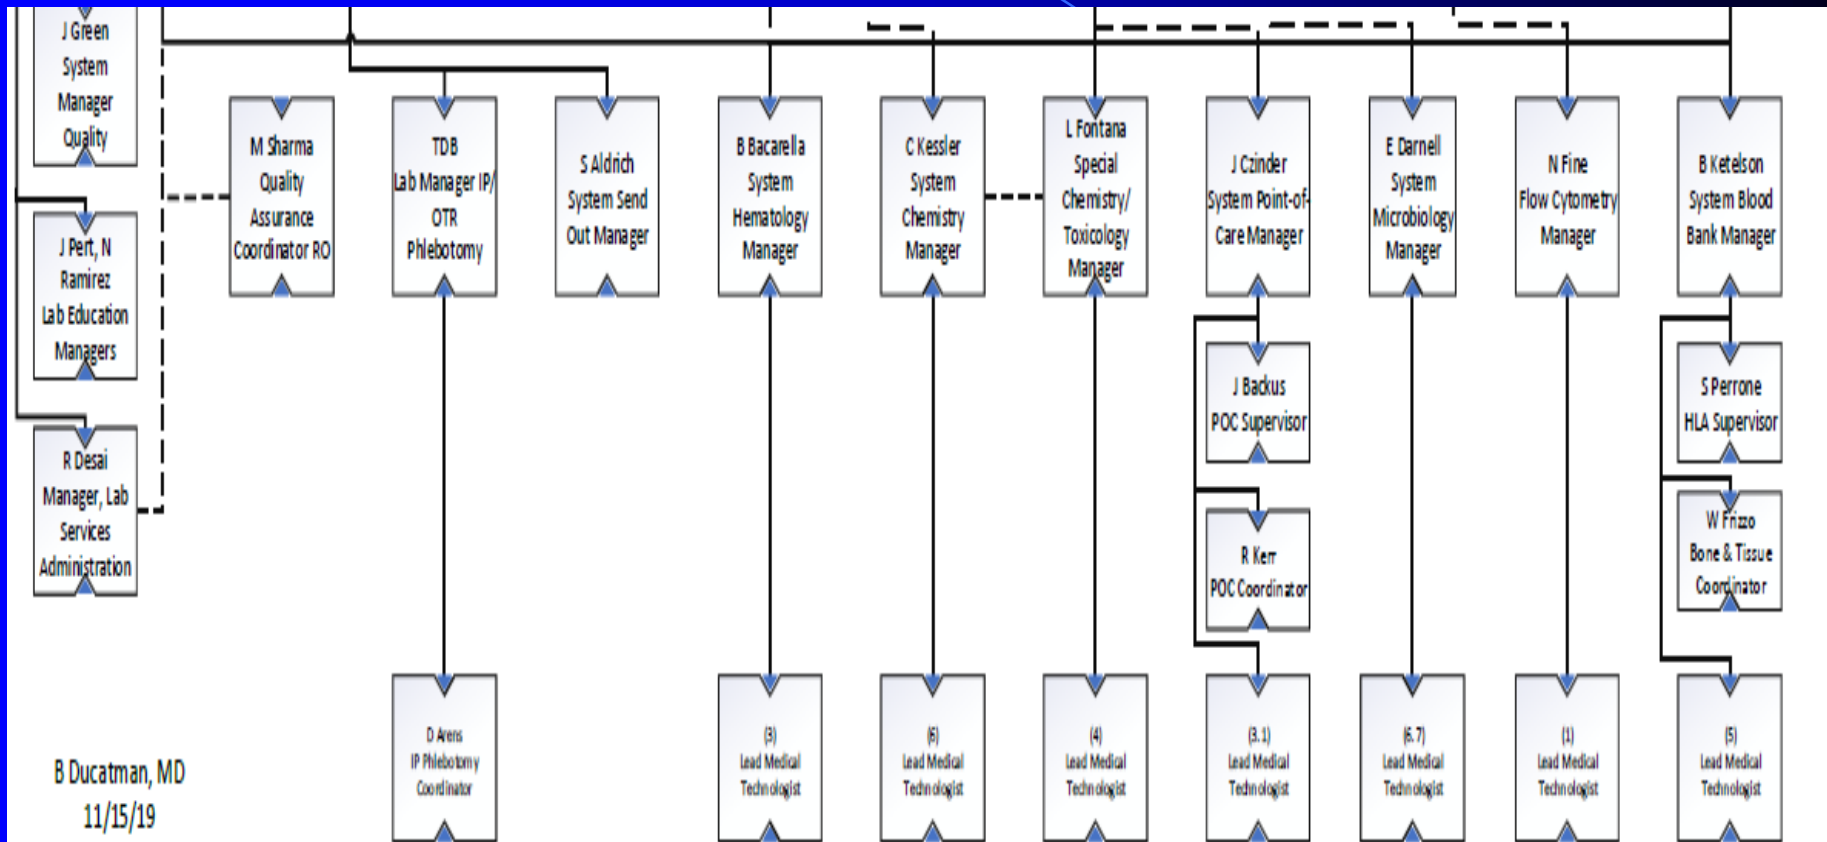 J Green
System
Manager
Quality
J Pert, N
Ramirez
Lab Education
Managers
R Desai
Manager, Lab
Services
Administration
M Sharma
Quality
Assurance
Coordinator RO
TDB
Lab Manager IP/
OTR
Phlebotomy
S Aldrich
System Send
Out Manager
B Bacarella
System
Hematology
Manager
C Kessler
System
Chemistry
Manager
L Fontana
Special
Chemistry/
Toxicology
Manager
J Czinder
System Point-of-
Care Manager
E Darnell
System
Microbiology
Manager
N Fine
Flow Cytometry
Manager
B Ketelson
System Blood
Bank Manager
J Backus
POC Supervisor
R Kerr
POC Coordinator
S Perrone
HLA Supervisor
W Frizzo
Bone & Tissue
Coordinator
D Arens
IP Phlebotomy
Coordinator
(3)
Lead Medical
Technologist
(6)
Lead Medical
Technologist
(4)
Lead Medical
Technologist
(3.1)
Lead Medical
Technologist
(6.7)
Lead Medical
Technologist
(1)
Lead Medical
Technologist
(5)
Lead Medical
Technologist
B Ducatman, MD
11/15/19